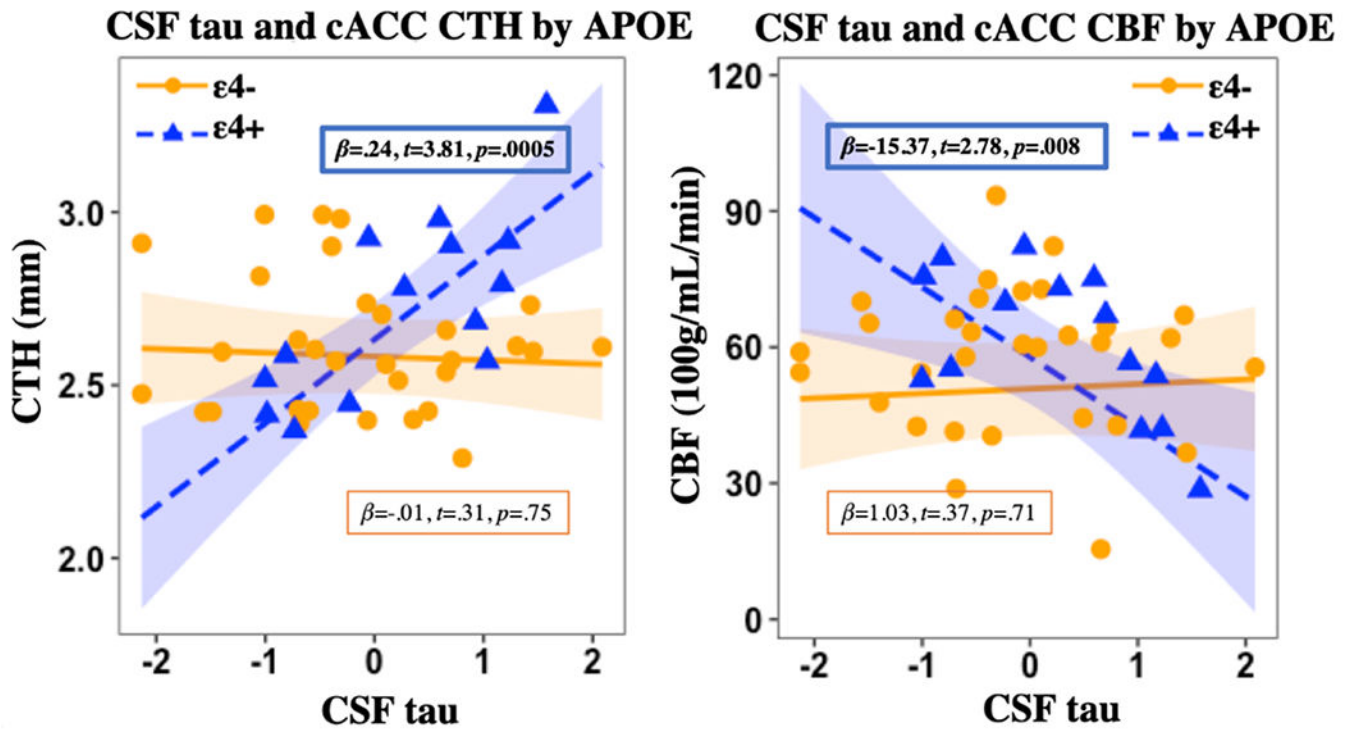 CSF tau and cACC CTH by APOE
ε4-
ε4+
β=.24, t=3.81, p=.0005
β=-.01, t=.31, p=.75
CTH (mm)
3.0
2.5
2.0
-2 -1 0 1 2
CSF tau
CSF tau and cACC CBF by APOE
ε4-
ε4+
β=-15.37, t=2.78, p=.008
β=1.03, t=.37, p=.71
CBF (100g/mL/min)
120
90
60
30
0
-2 -1 0 1 2
CSF tau